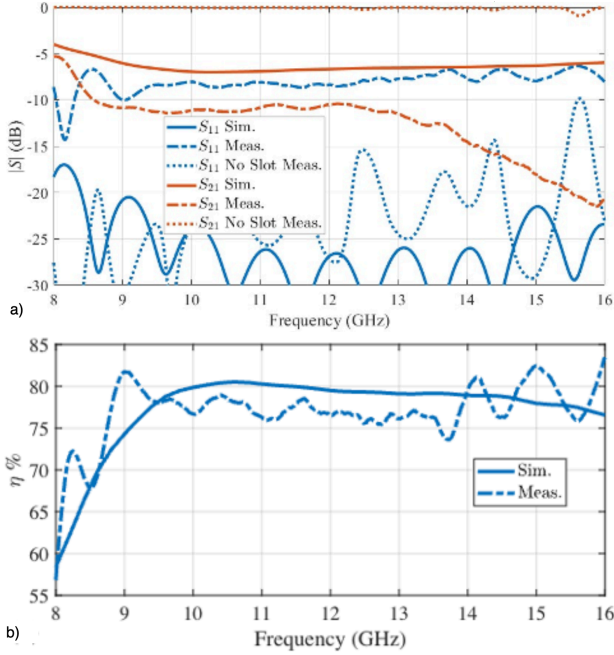 0
-5
-10
-15
-20
-25
-30
|S| (dB)
S11 Sim.
S11 Meas.
S11 No Slot Meas.
S21 Sim.
S21 Meas.
S21 No Slot Meas.
8 9 10 11 12 13 14 15 16
a)
Frequency (GHz)
85
80
75
70
65
60
55
η %
Sim.
Meas.
8 9 10 11 12 13 14 15 16
b)
Frequency (GHz)